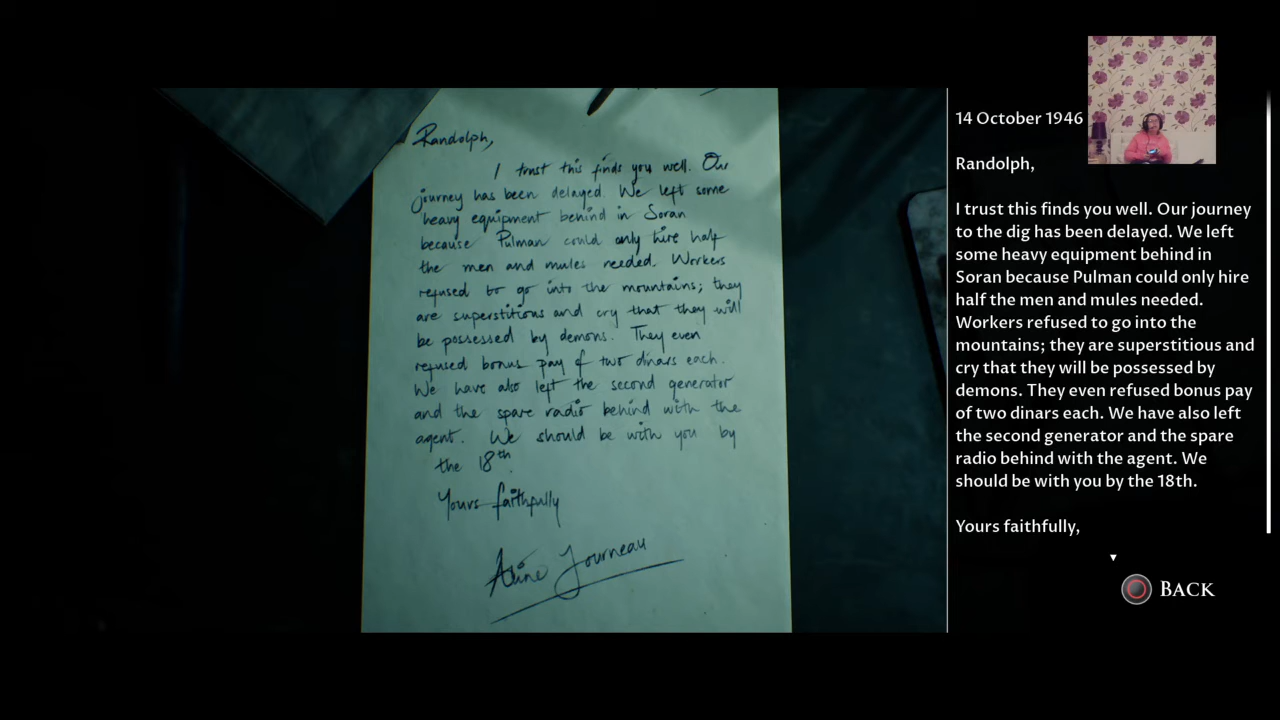 Randolph,
I trust this finds you well. Our
journey has been delayed. We left some
heavy equipment behind in Soran
because Pulman could only hire half
the men and mules needed. Workers
refused to go into the mountains; they
are superstitious and cry that they will
be possessed by demons. They even
refused bonus pay of two dinars each.
We have also left the second generator
and the spare radio behind with the
agent. We should be with you by
the 18th.
Yours faithfully
Aline Journeau
14 October 1946
Randolph,
I trust this finds you well. Our journey
to the dig has been delayed. We left
some heavy equipment behind in
Soran because Pulman could only hire
half the men and mules needed.
Workers refused to go into the
mountains; they are superstitious and
cry that they will be possessed by
demons. They even refused bonus pay
of two dinars each. We have also left
the second generator and the spare
radio behind with the agent. We
should be with you by the 18th.
Yours faithfully,
BACK